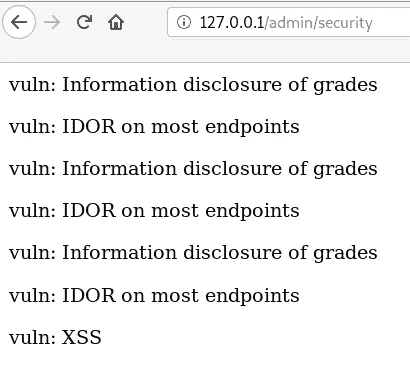 127.0.0.1/admin/security
vuln: Information disclosure of grades
vuln: IDOR on most endpoints
vuln: Information disclosure of grades
vuln: IDOR on most endpoints
vuln: Information disclosure of grades
vuln: IDOR on most endpoints
vuln: XSS